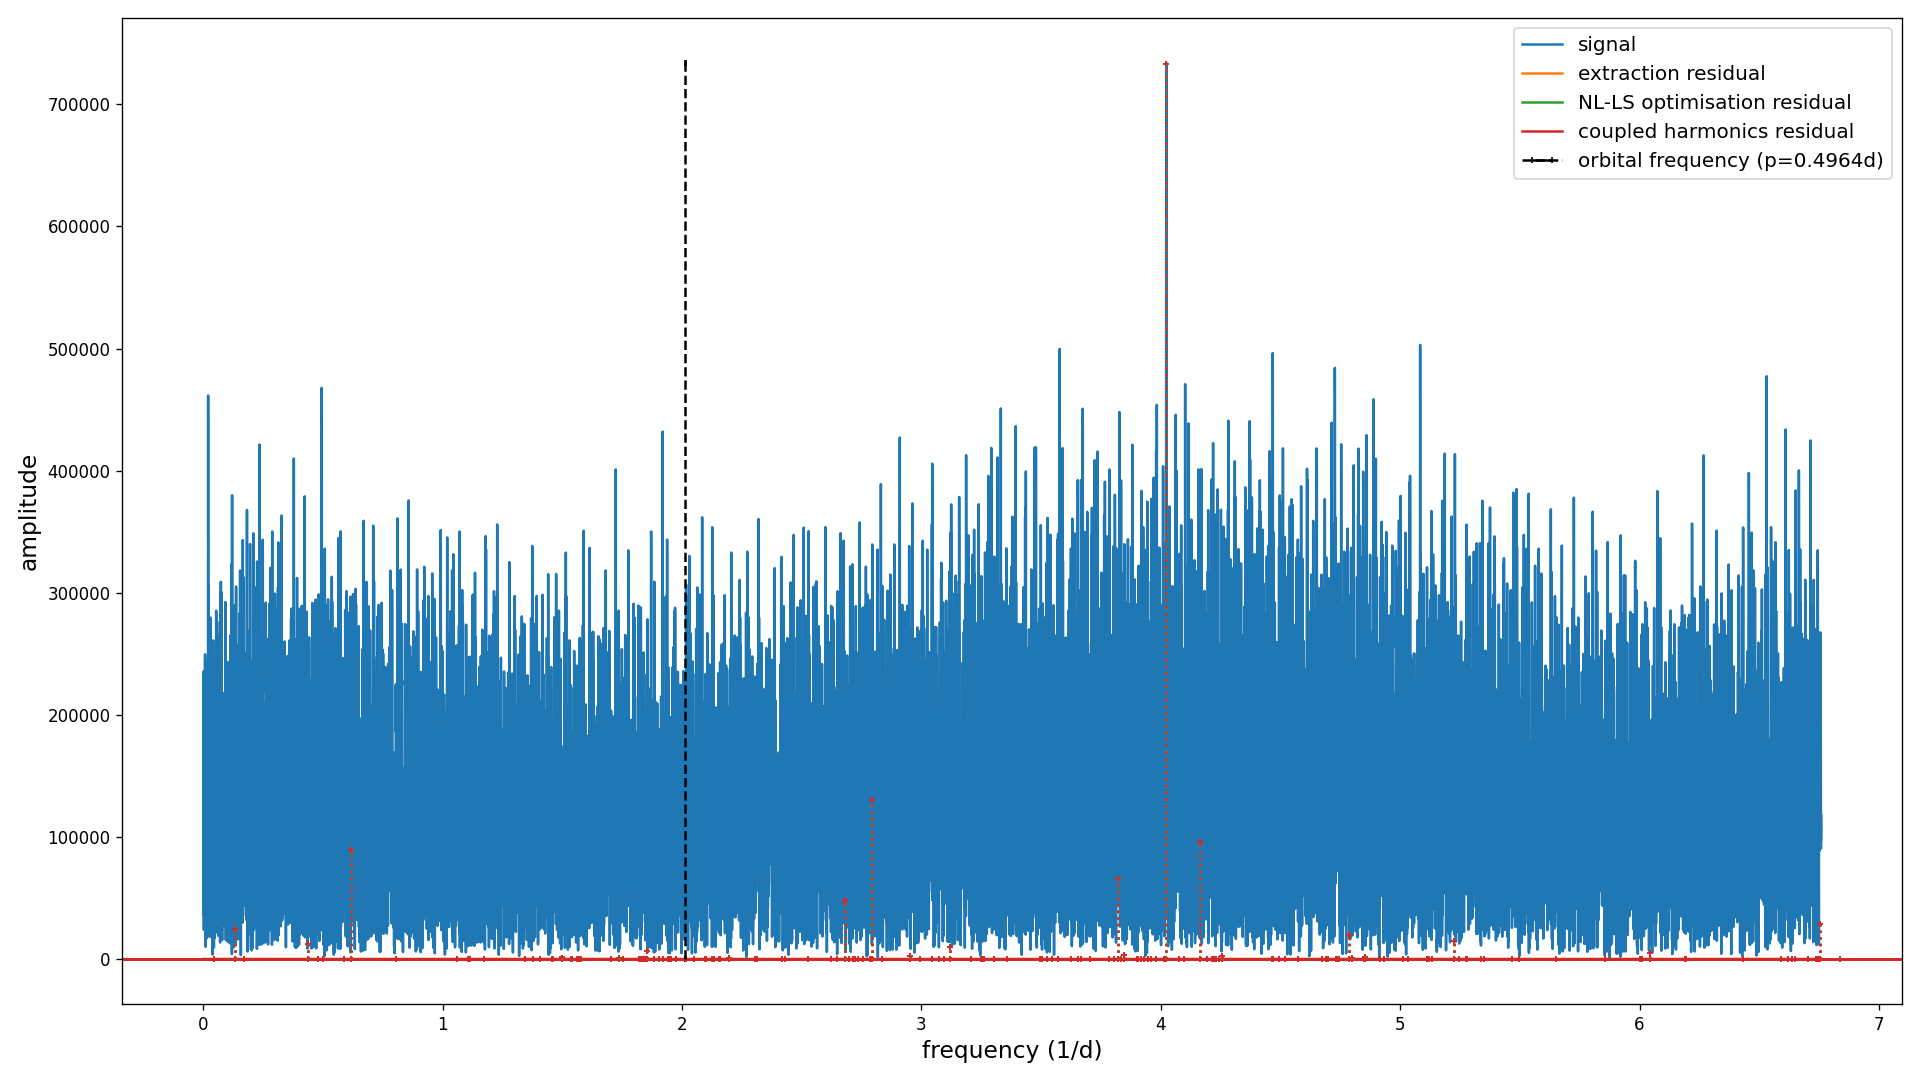 signal
extraction residual
NL-LS optimisation residual
coupled harmonics residual
orbital frequency (p=0.4964d)
amplitude
700000
600000
500000
400000
300000
200000
100000
0
0 1 2 3 4 5 6 7
frequency (1/d)